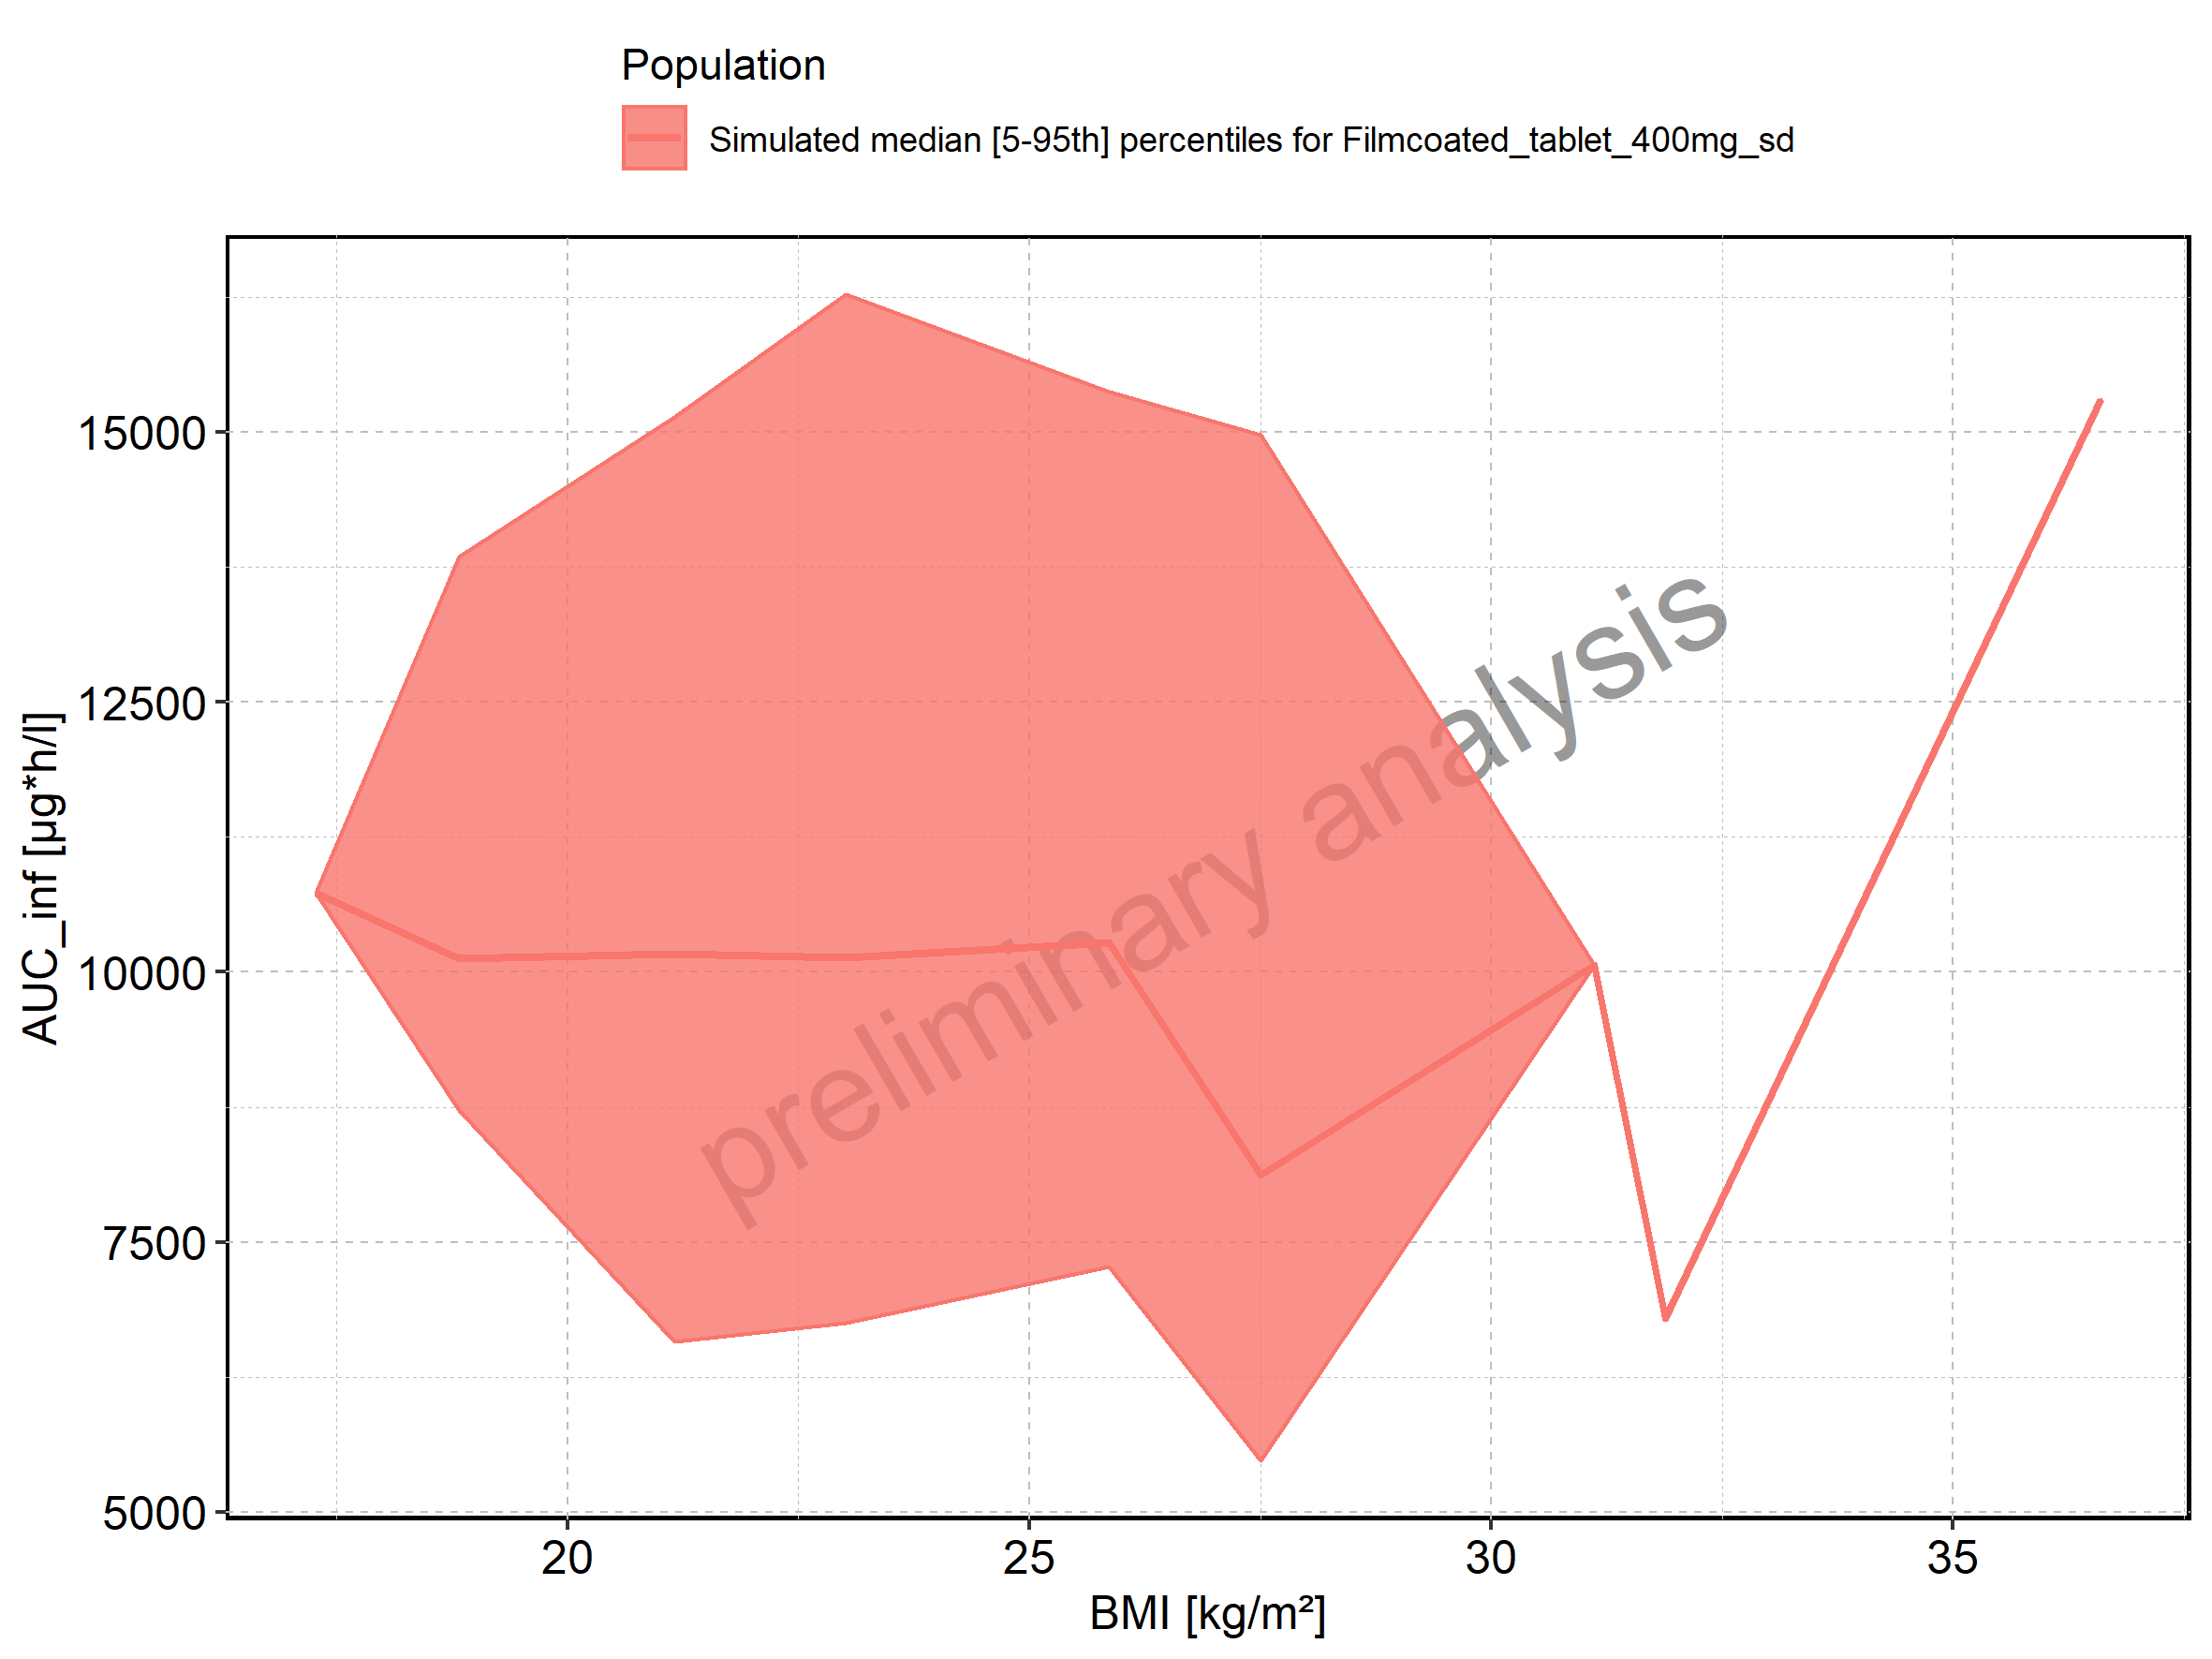 Population
Simulated median [5-95th] percentiles for Filmcoated_tablet_400mg_sd
15000
12500
10000
7500
5000
AUC_inf [µg*h/l]
preliminary analysis
20 25 30 35
BMI [kg/m²]